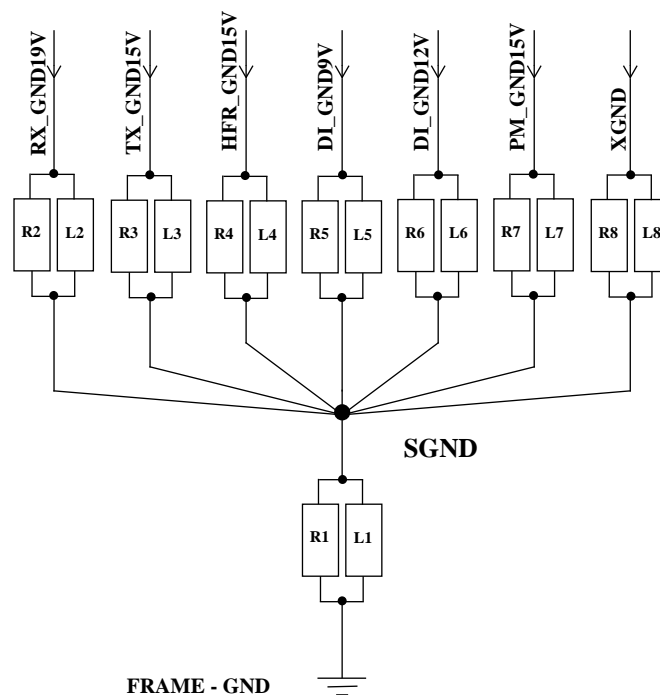 RX_GND19V
TX_GND15V
HFR_GND15V
DI_GND9V
DI_GND12V
PM_GND15V
XGND
R2 L2 R3 L3 R4 L4 R5 L5 R6 L6 R7 L7 R8 L8
SGND
R1 L1
FRAME - GND